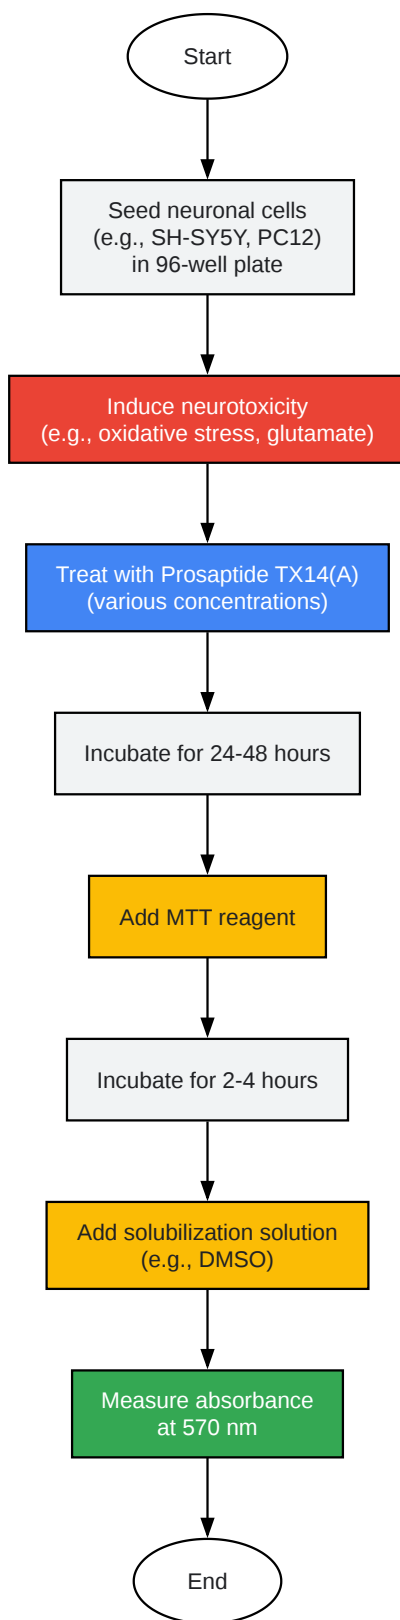 Start
Seed neuronal cells
(e.g., SH-SY5Y, PC12)
in 96-well plate
Induce neurotoxicity
(e.g., oxidative stress, glutamate)
Treat with Prosaptide TX14(A)
(various concentrations)
Incubate for 24-48 hours
Add MTT reagent
Incubate for 2-4 hours
Add solubilization solution
(e.g., DMSO)
Measure absorbance
at 570 nm
End